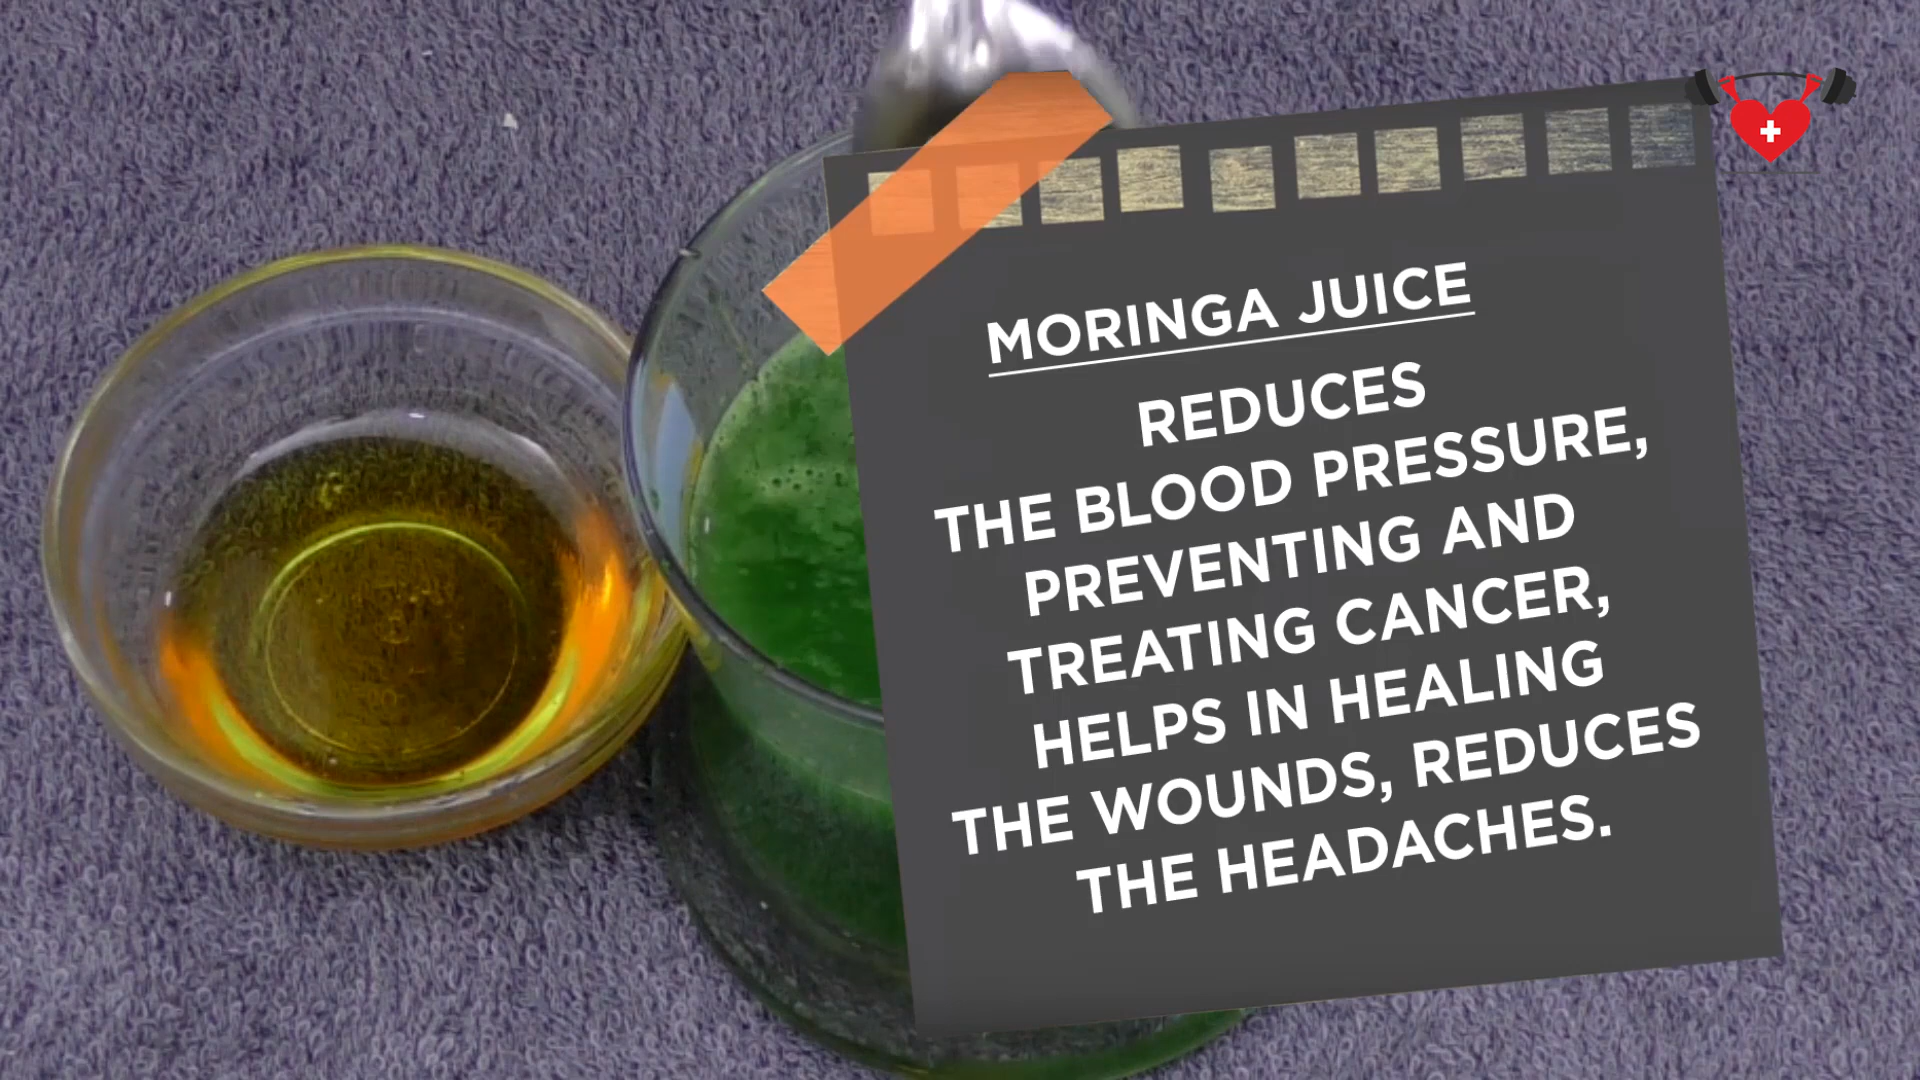 MORINGA JUICE
REDUCES
THE BLOOD PRESSURE,
PREVENTING AND
TREATING CANCER,
HELPS IN HEALING
THE WOUNDS, REDUCES
THE HEADACHES.